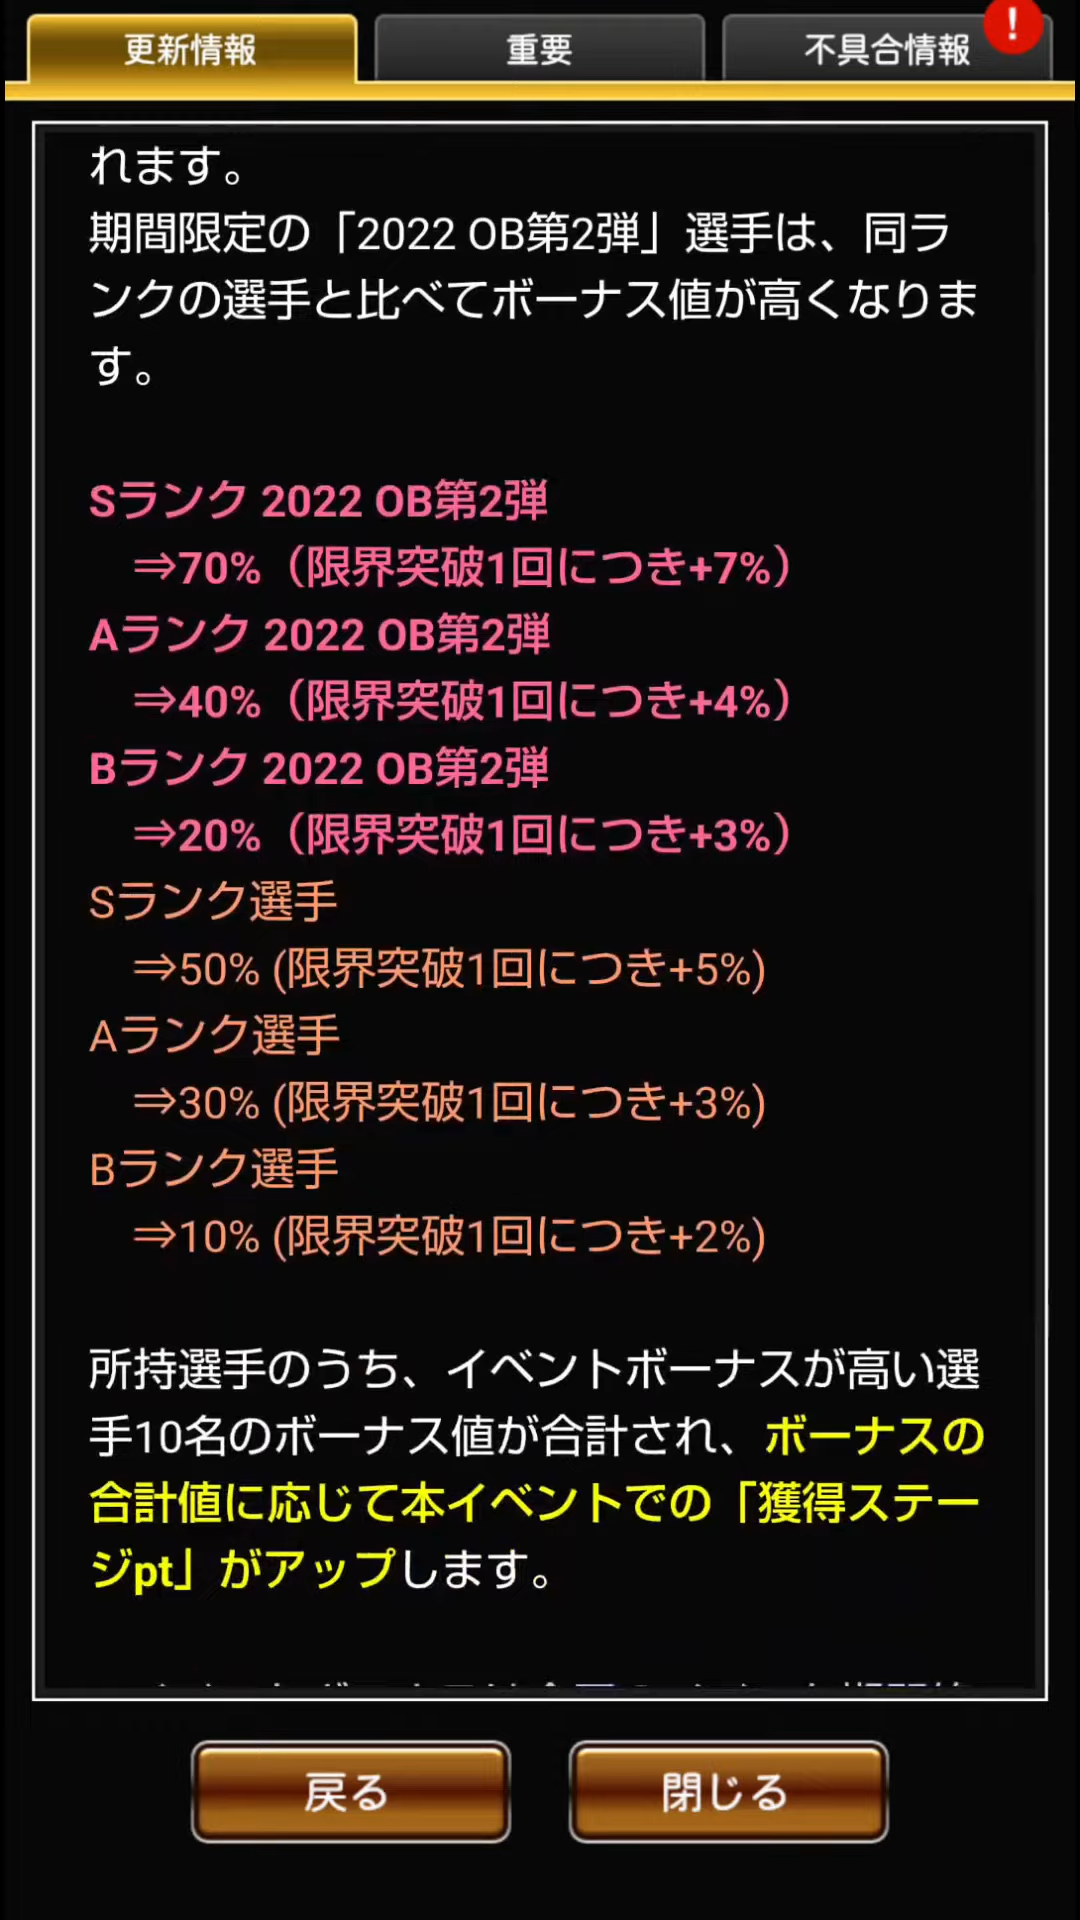 更新情報
重要
不具合情報
!
れます。
期間限定の「2022 OB第2弾」選手は、同ラ
ンクの選手と比べてボーナス値が高くなりま
す。
Sランク 2022 OB第2弾
⇒70%（限界突破1回につき+7%）
Aランク 2022 OB第2弾
⇒40%（限界突破1回につき+4%）
Bランク 2022 OB第2弾
⇒20%（限界突破1回につき+3%）
Sランク選手
⇒50% (限界突破1回につき+5%)
Aランク選手
⇒30% (限界突破1回につき+3%)
Bランク選手
⇒10% (限界突破1回につき+2%)
所持選手のうち、イベントボーナスが高い選
手10名のボーナス値が合計され、ボーナスの
合計値に応じて本イベントでの「獲得ステー
ジpt」がアップします。
戻る
閉じる